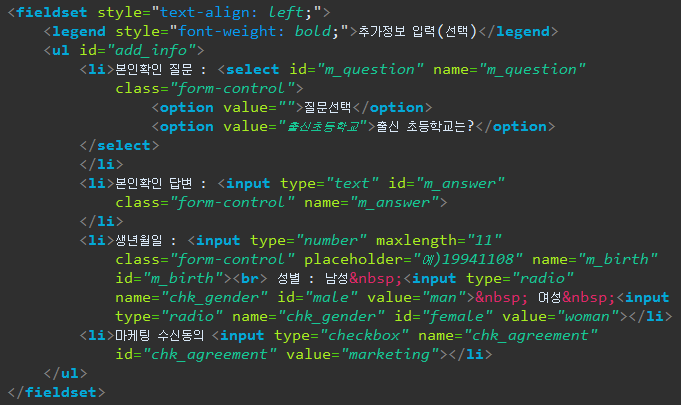 <fieldset style="text-align: left;">
<legend style="font-weight: bold;">추가정보 입력(선택)</legend>
<ul id="add_info">
<li>본인확인 질문 : <select id="m_question" name="m_question"
class="form-control">
<option value="">질문선택</option>
<option value="출신초등학교">출신 초등학교는?</option>
</select>
</li>
<li>본인확인 답변 : <input type="text" id="m_answer"
class="form-control" name="m_answer">
</li>
<li>생년월일 : <input type="number" maxlength="11"
class="form-control" placeholder="예)19941108" name="m_birth"
id="m_birth"><br> 성별 : 남성&nbsp;<input type="radio"
name="chk_gender" id="male" value="man">&nbsp; 여성&nbsp;<input
type="radio" name="chk_gender" id="female" value="woman"></li>
<li>마케팅 수신동의 <input type="checkbox" name="chk_agreement"
id="chk_agreement" value="marketing"></li>
</ul>
</fieldset>